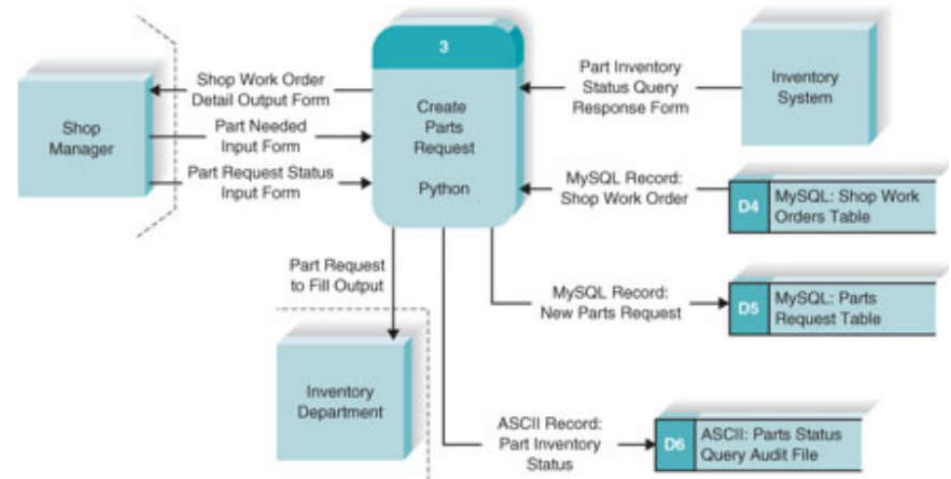 3
Create
Parts
Request
Python
Shop
Manager
Shop Work Order
Detail Output Form
Part Needed
Input Form
Part Request Status
Input Form
Part Inventory
Status Query
Response Form
Inventory
System
MySQL Record:
Shop Work Order
D4
MySQL: Shop Work
Orders Table
Part Request
to Fill Output
MySQL Record:
New Parts Request
D5
MySQL: Parts
Request Table
Inventory
Department
ASCII Record:
Part Inventory
Status
D6
ASCII: Parts Status
Query Audit File